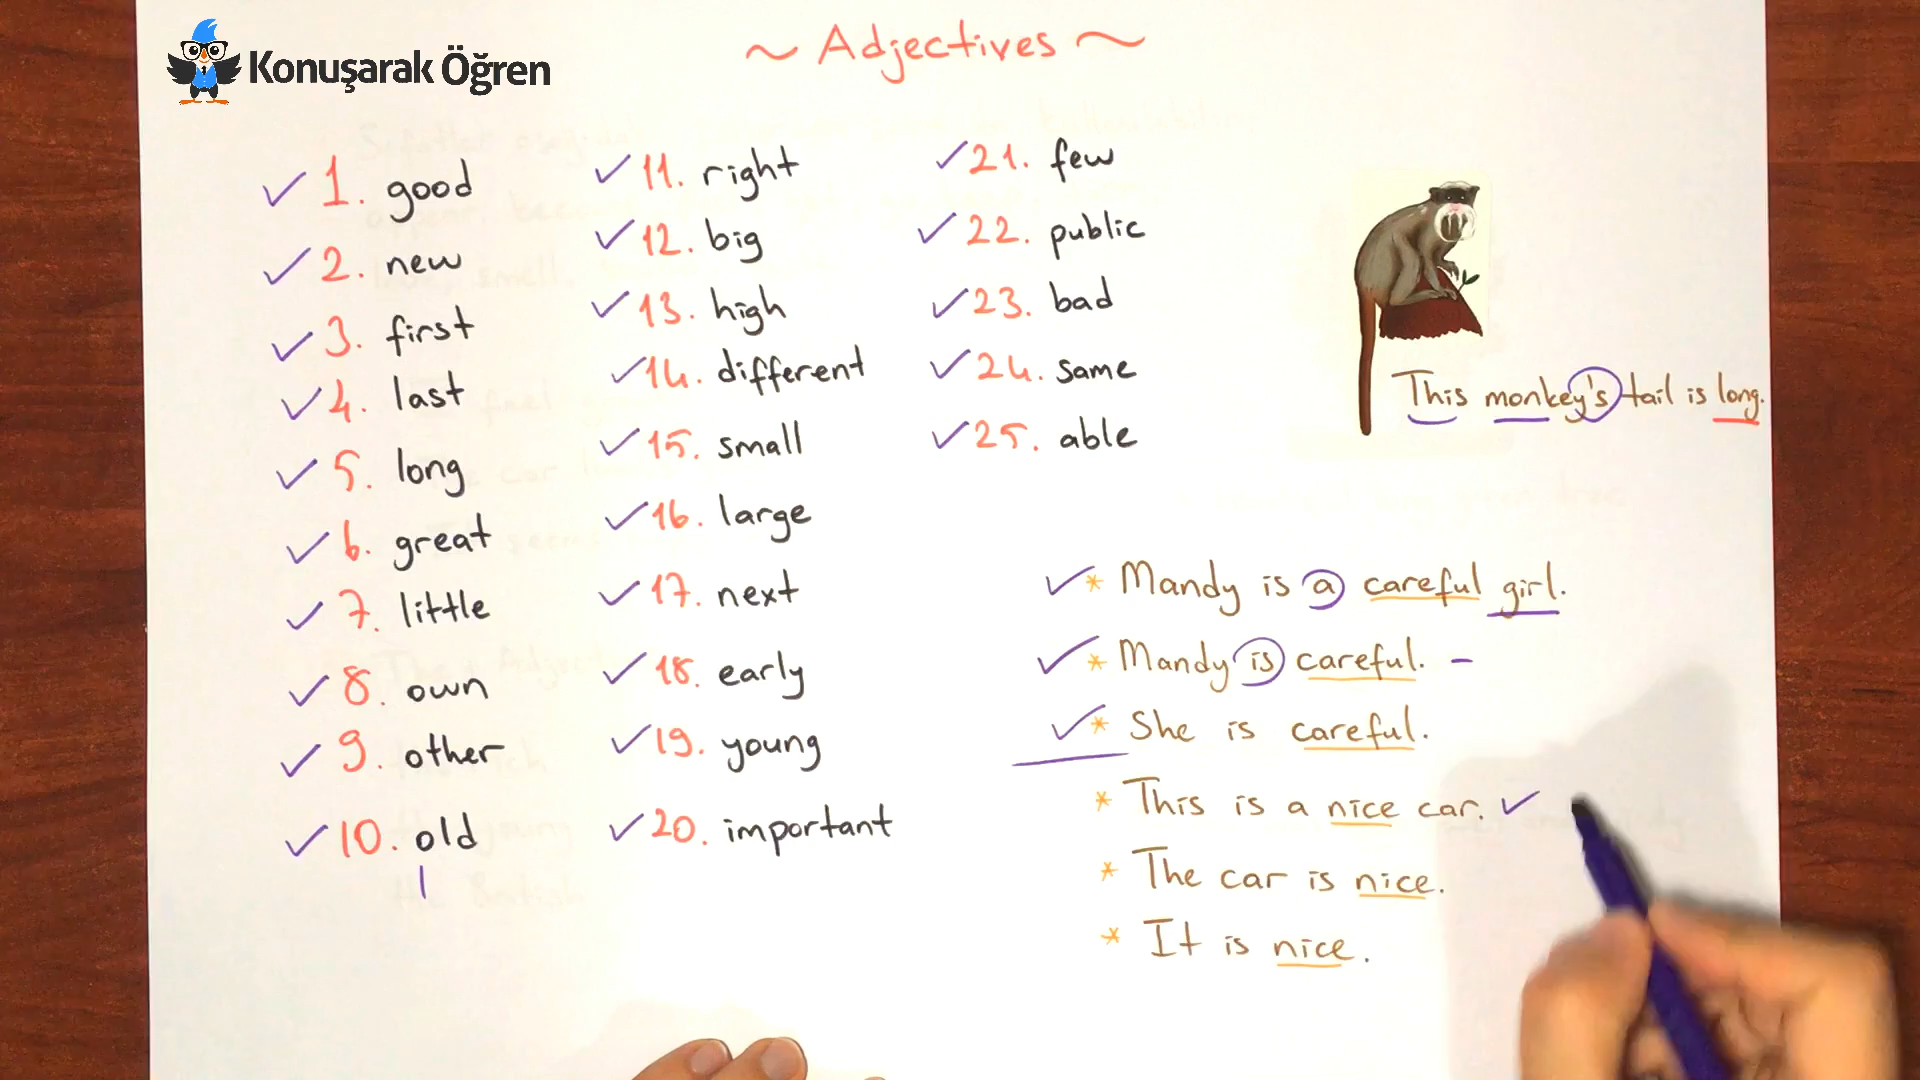 Konuşarak Öğren
~ Adjectives ~
1. good
2. new
3. first
4. last
5. long
6. great
7. little
8. own
9. other
10. old
11. right
12. big
13. high
14. different
15. small
16. large
17. next
18. early
19. young
20. important
21. few
22. public
23. bad
24. same
25. able
This monkey's tail is long.
* Mandy is a careful girl.
* Mandy is careful. -
* She is careful.
* This is a nice car.
* The car is nice.
* It is nice.